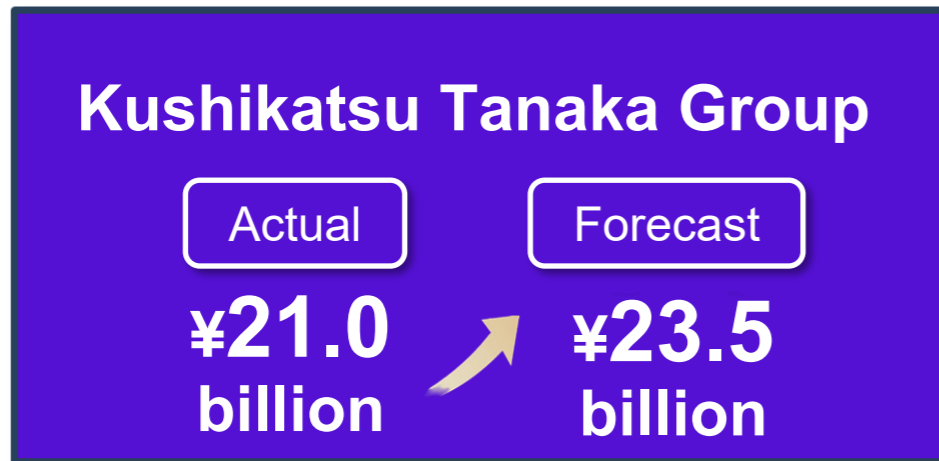 Kushikatsu Tanaka Group
Actual Forecast
¥21.0 ¥23.5
billion billion